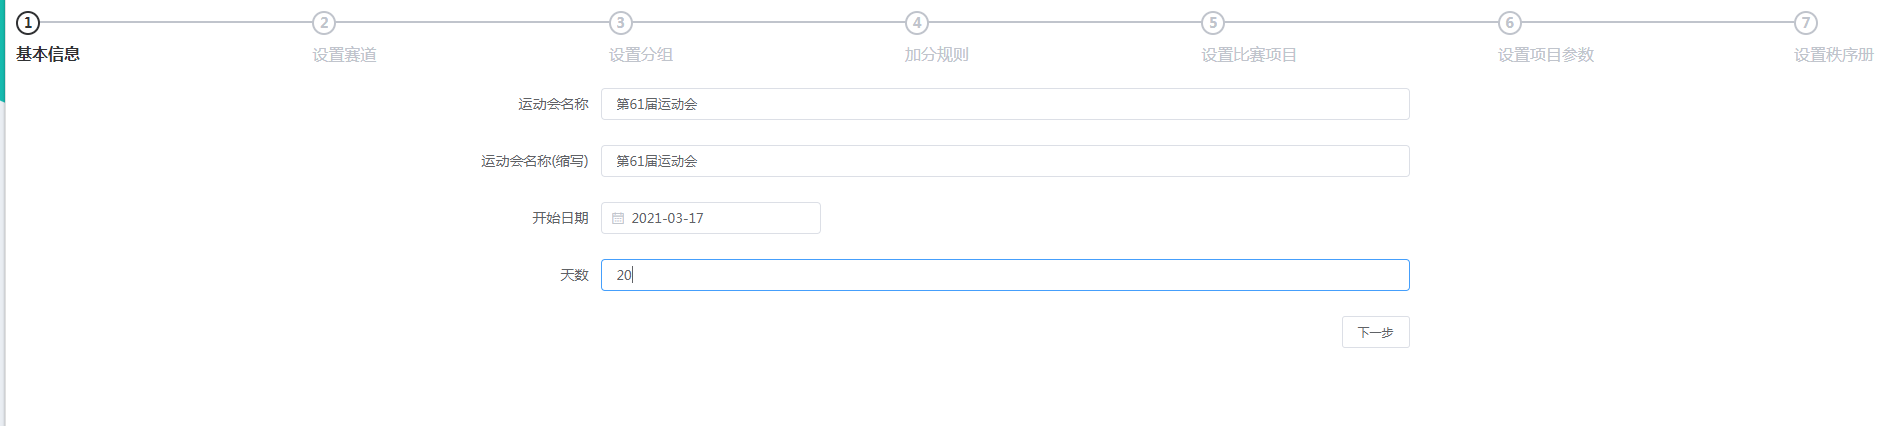 1 2 3 4 5 6 7
基本信息 设置赛道 设置分组 加分规则 设置比赛项目 设置项目参数 设置秩序册
运动会名称 第61届运动会
运动会名称(缩写) 第61届运动会
开始日期 2021-03-17
天数 20
下一步